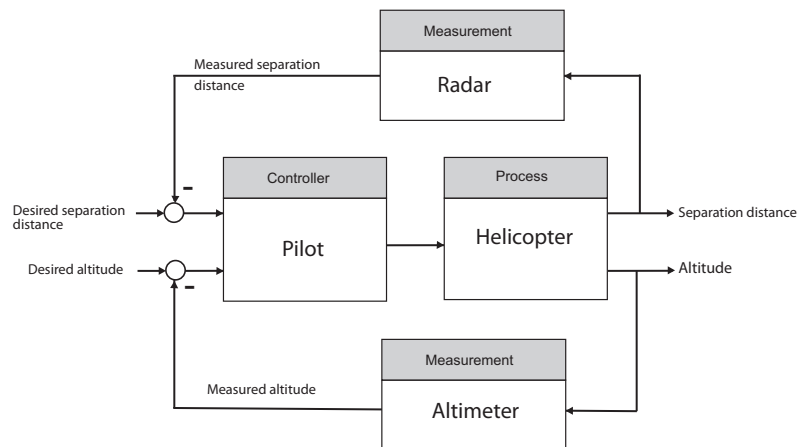 Measurement
Radar
Measured separation
distance
Controller
Pilot
Process
Helicopter
Desired separation
distance
Separation distance
Desired altitude
Altitude
Measurement
Altimeter
Measured altitude